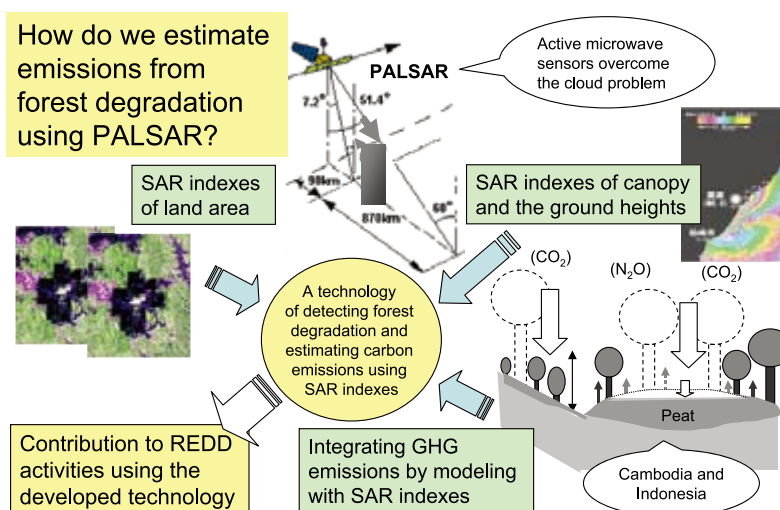 How do we estimate
emissions from
forest degradation
using PALSAR?
PALSAR
Active microwave
sensors overcome
the cloud problem
7.2°
51.4°
98km
870km
60°
SAR indexes
of land area
SAR indexes of canopy
and the ground heights
A technology
of detecting forest
degradation and
estimating carbon
emissions using
SAR indexes
(CO₂)
(N₂O)
(CO₂)
Peat
Cambodia and
Indonesia
Contribution to REDD
activities using the
developed technology
Integrating GHG
emissions by modeling
with SAR indexes